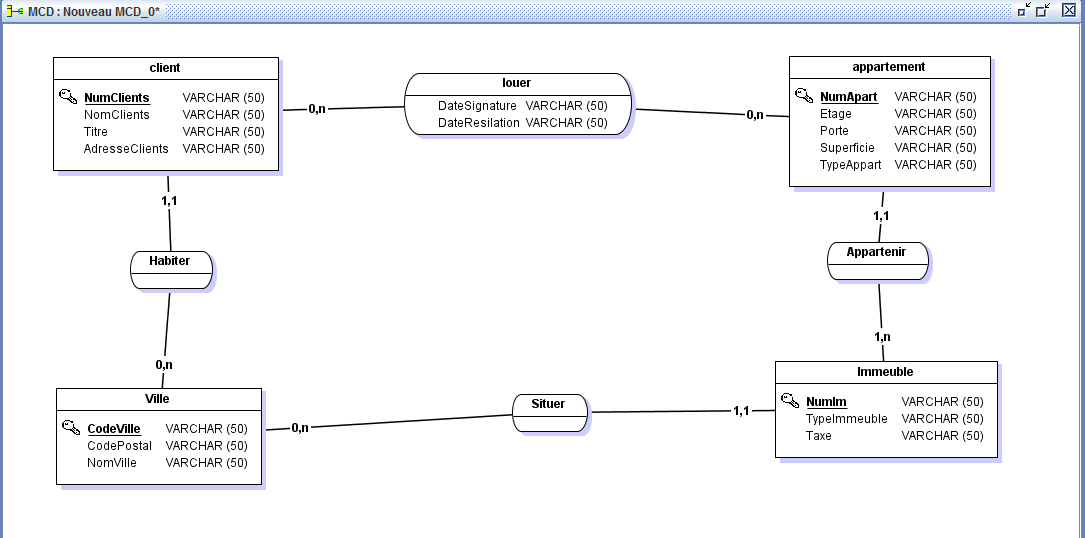 MCD : Nouveau MCD_0*
client
NumClients VARCHAR (50)
NomClients VARCHAR (50)
Titre VARCHAR (50)
AdresseClients VARCHAR (50)
0,n
louer
DateSignature VARCHAR (50)
DateResilation VARCHAR (50)
0,n
appartement
NumApart VARCHAR (50)
Etage VARCHAR (50)
Porte VARCHAR (50)
Superficie VARCHAR (50)
TypeAppart VARCHAR (50)
1,1
Habiter
0,n
1,1
Appartenir
1,n
Ville
CodeVille VARCHAR (50)
CodePostal VARCHAR (50)
NomVille VARCHAR (50)
0,n
Situer
1,1
Immeuble
NumIm VARCHAR (50)
TypeImmeuble VARCHAR (50)
Taxe VARCHAR (50)